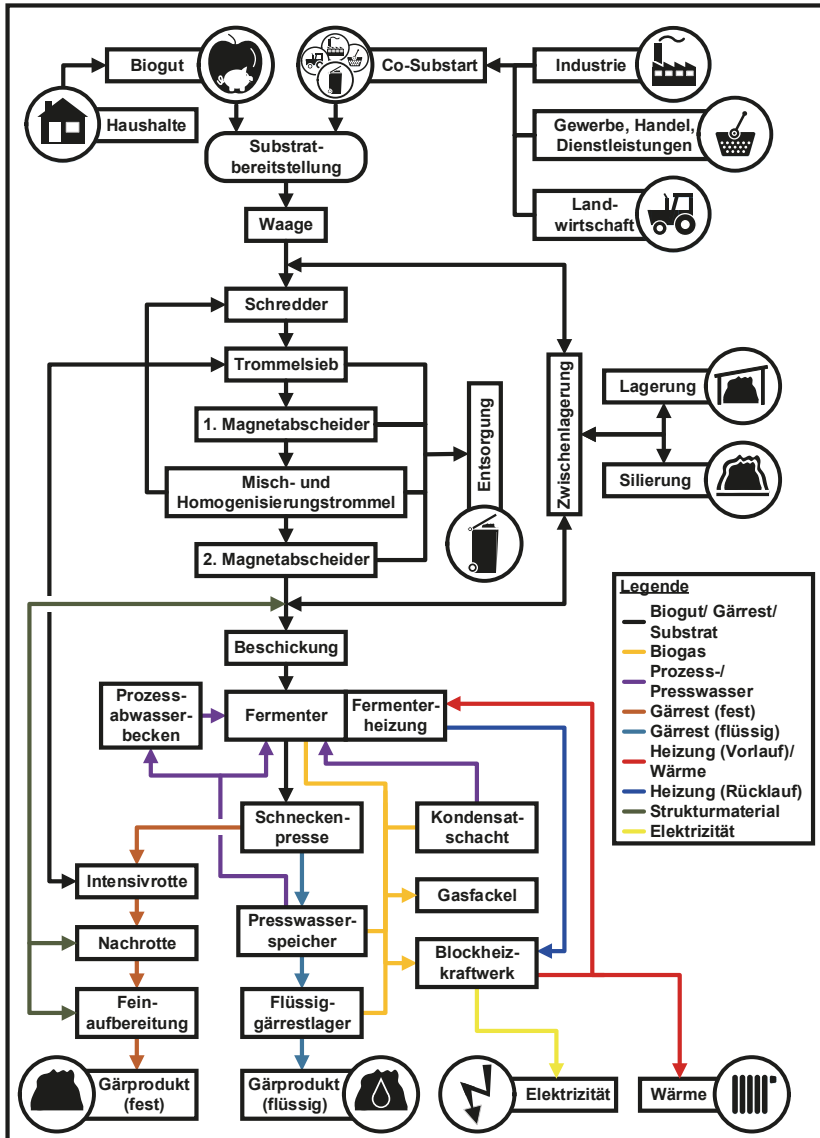 Biogut
Co-Substart
Industrie
Haushalte
Gewerbe, Handel,
Dienstleistungen
Substrat-
bereitstellung
Land-
wirtschaft
Waage
Schredder
Trommelsieb
Zwischenlagerung
Lagerung
1. Magnetabscheider
Entsorgung
Misch- und
Homogenisierungstrommel
Silierung
2. Magnetabscheider
Legende
Biogut/ Gärrest/
Substrat
Biogas
Prozess-/
Presswasser
Gärrest (fest)
Gärrest (flüssig)
Heizung (Vorlauf)/
Wärme
Heizung (Rücklauf)
Strukturmaterial
Elektrizität
Beschickung
Prozess-
abwasser-
becken
Fermenter
Fermenter-
heizung
Schnecken-
presse
Kondensat-
schacht
Intensivrotte
Gasfackel
Presswasser-
speicher
Nachrotte
Blockheiz-
kraftwerk
Fein-
aufbereitung
Flüssig-
gärrestlager
Gärprodukt
(fest)
Gärprodukt
(flüssig)
Elektrizität
Wärme